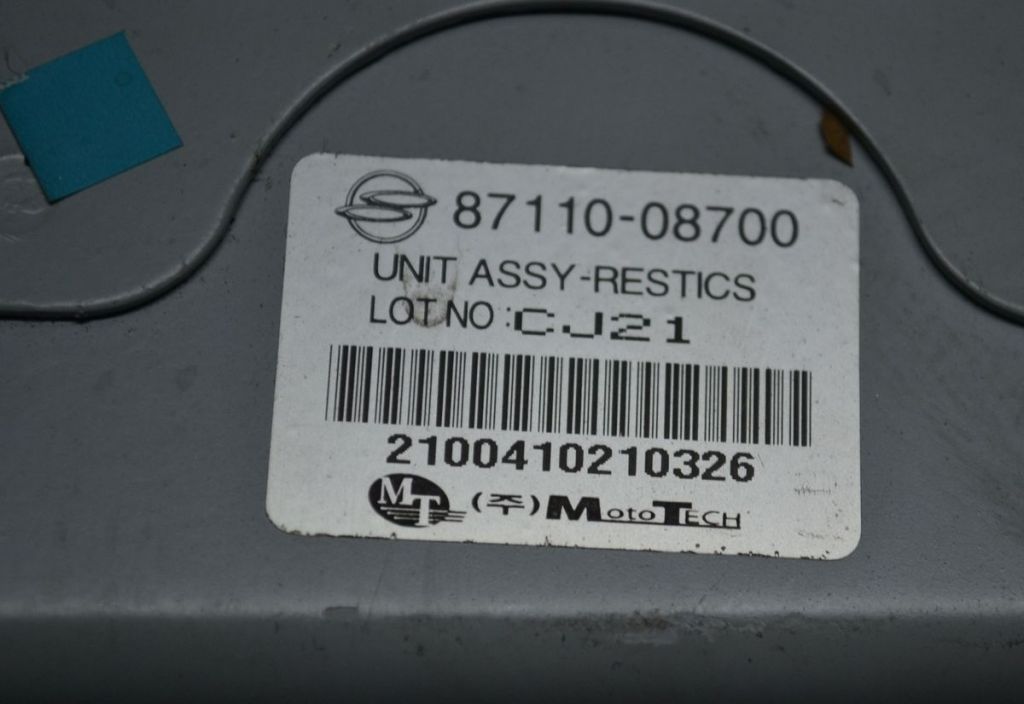 87110-08700
UNIT ASSY-RESTICS
LOT NO : CJ21
2100410210326
MT (주) MOTOTECH